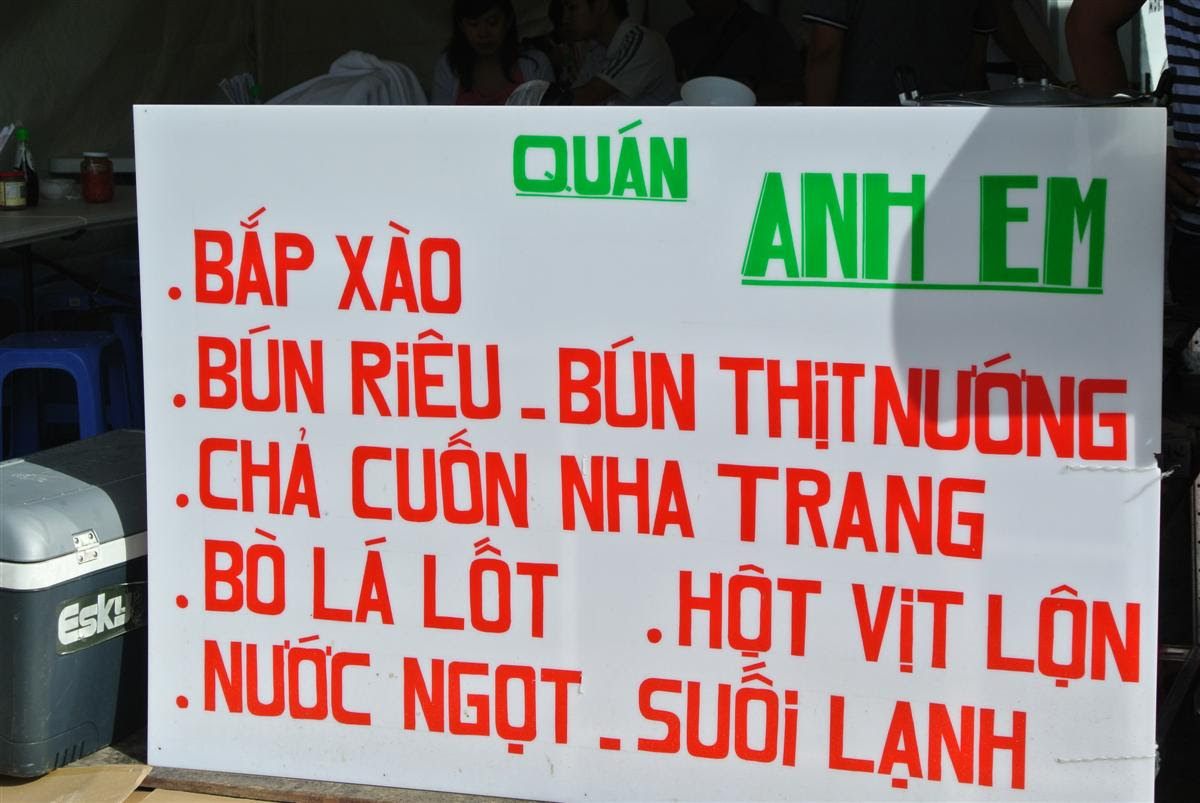 QUÁN
ANH EM
. BẮP XÀO
. BÚN RiÊU - BÚN THịT NƯỚNG
. CHẢ CUỐN NHA TRANG
. BÒ LÁ LỐT . HỘT VịT LỘN
. NƯỚC NGỌT - SUỐi LẠNH
Esky